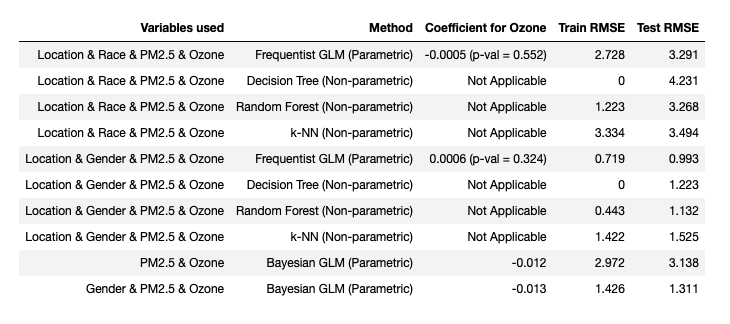 Variables used Method Coefficient for Ozone Train RMSE Test RMSE
Location & Race & PM2.5 & Ozone Frequentist GLM (Parametric) -0.0005 (p-val = 0.552) 2.728 3.291
Location & Race & PM2.5 & Ozone Decision Tree (Non-parametric) Not Applicable 0 4.231
Location & Race & PM2.5 & Ozone Random Forest (Non-parametric) Not Applicable 1.223 3.268
Location & Race & PM2.5 & Ozone k-NN (Non-parametric) Not Applicable 3.334 3.494
Location & Gender & PM2.5 & Ozone Frequentist GLM (Parametric) 0.0006 (p-val = 0.324) 0.719 0.993
Location & Gender & PM2.5 & Ozone Decision Tree (Non-parametric) Not Applicable 0 1.223
Location & Gender & PM2.5 & Ozone Random Forest (Non-parametric) Not Applicable 0.443 1.132
Location & Gender & PM2.5 & Ozone k-NN (Non-parametric) Not Applicable 1.422 1.525
PM2.5 & Ozone Bayesian GLM (Parametric) -0.012 2.972 3.138
Gender & PM2.5 & Ozone Bayesian GLM (Parametric) -0.013 1.426 1.311